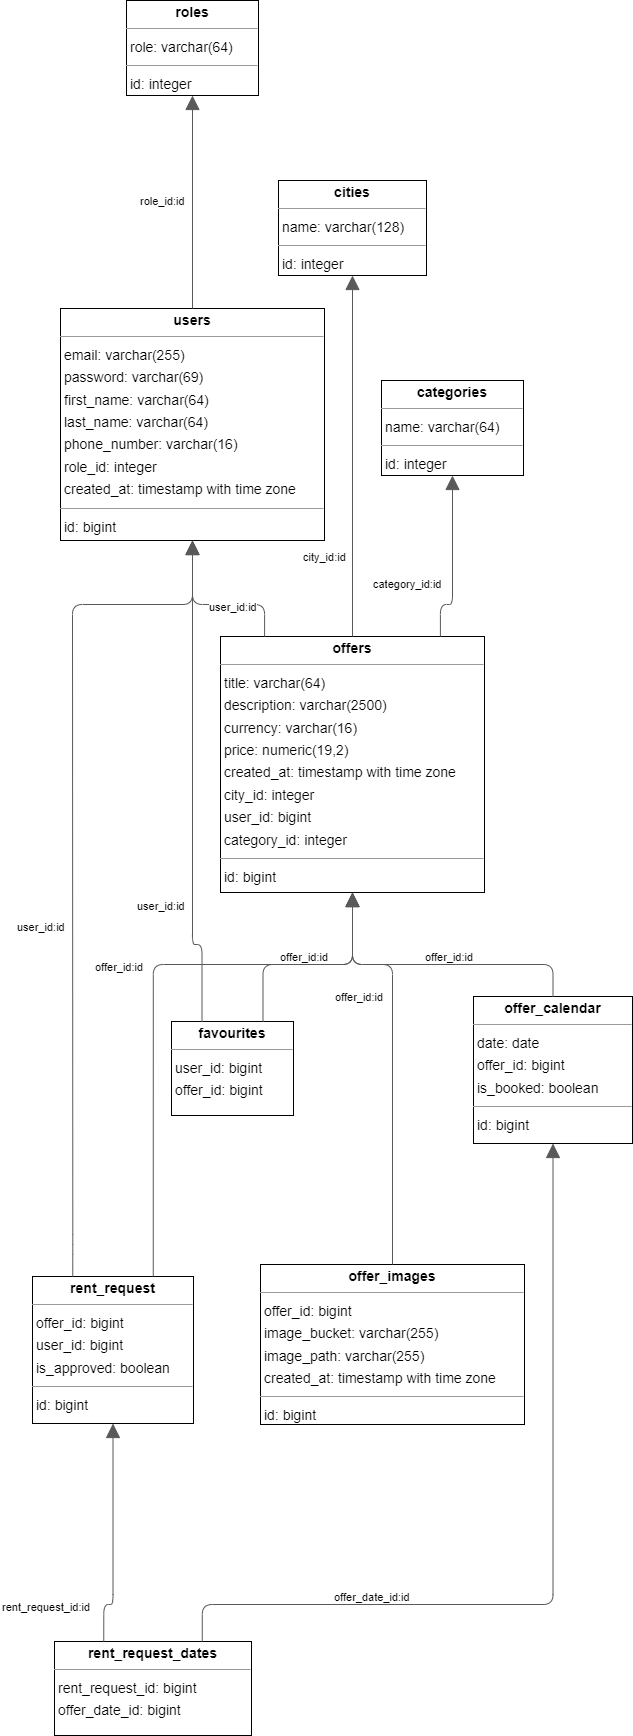 roles
role: varchar(64)
id: integer
role_id:id
cities
name: varchar(128)
id: integer
users
email: varchar(255)
password: varchar(69)
first_name: varchar(64)
last_name: varchar(64)
phone_number: varchar(16)
role_id: integer
created_at: timestamp with time zone
id: bigint
categories
name: varchar(64)
id: integer
city_id:id
category_id:id
user_id:id
offers
title: varchar(64)
description: varchar(2500)
currency: varchar(16)
price: numeric(19,2)
created_at: timestamp with time zone
city_id: integer
user_id: bigint
category_id: integer
id: bigint
user_id:id
user_id:id
offer_id:id
offer_id:id
offer_id:id
offer_id:id
favourites
user_id: bigint
offer_id: bigint
offer_calendar
date: date
offer_id: bigint
is_booked: boolean
id: bigint
rent_request
offer_id: bigint
user_id: bigint
is_approved: boolean
id: bigint
offer_images
offer_id: bigint
image_bucket: varchar(255)
image_path: varchar(255)
created_at: timestamp with time zone
id: bigint
rent_request_id:id
offer_date_id:id
rent_request_dates
rent_request_id: bigint
offer_date_id: bigint